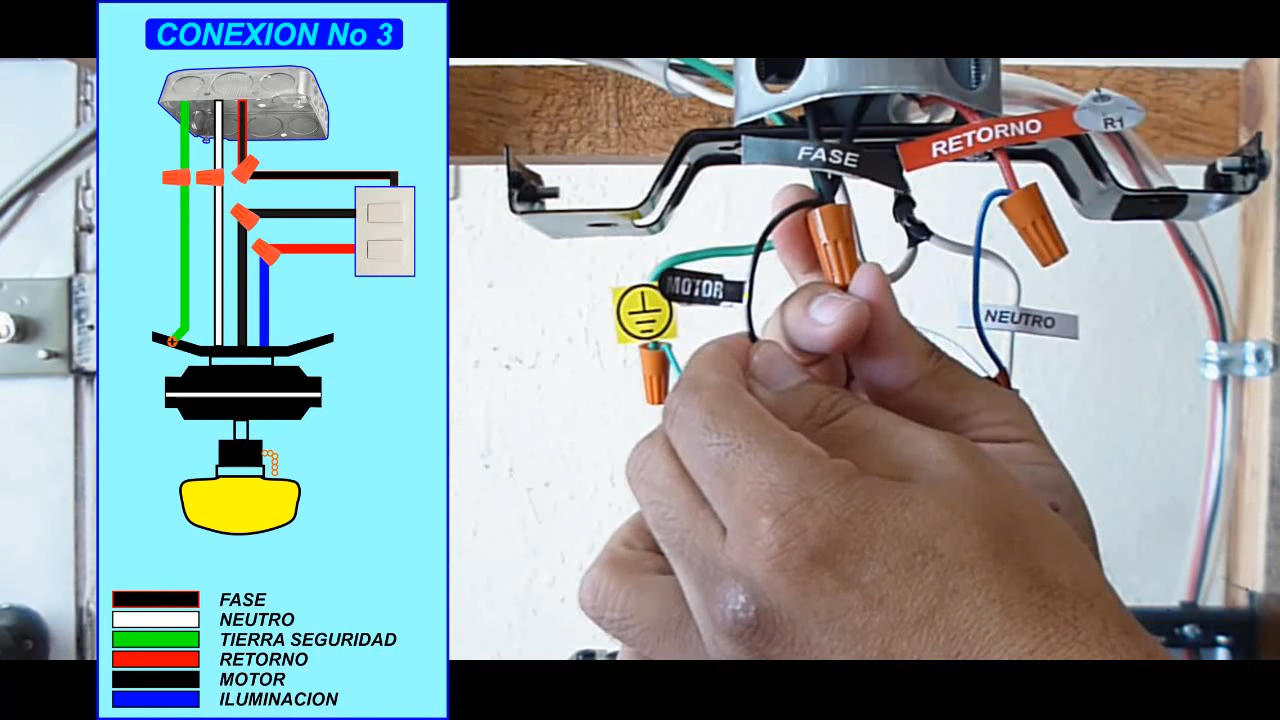 CONEXION No 3
FASE
NEUTRO
TIERRA SEGURIDAD
RETORNO
MOTOR
ILUMINACION
FASE
RETORNO
R1
MOTOR
NEUTRO